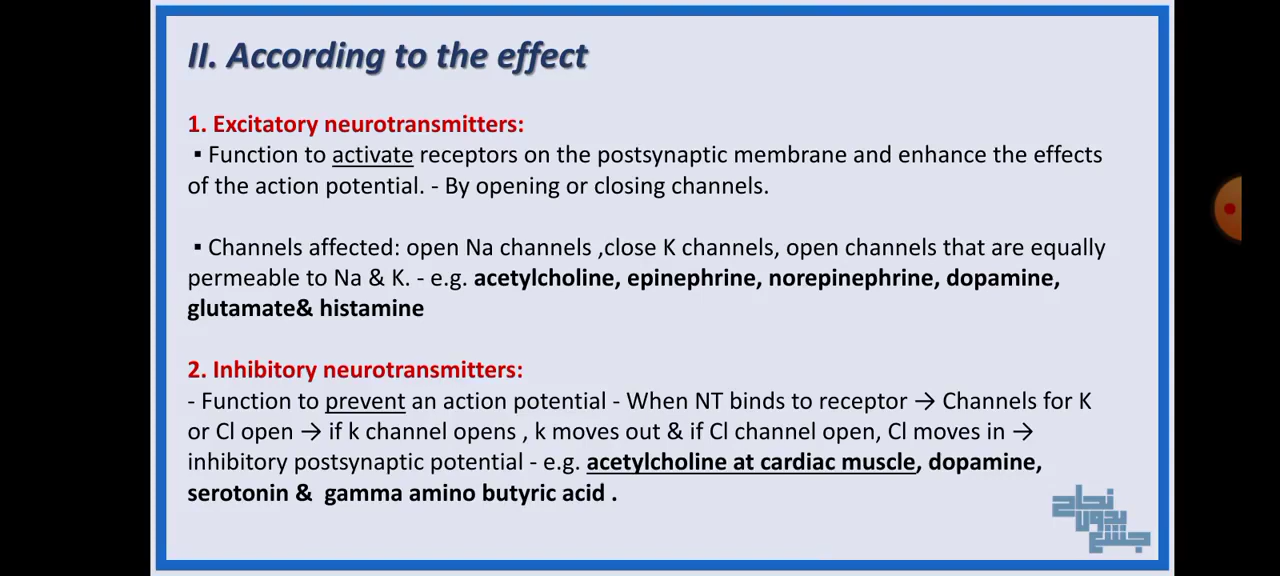 II. According to the effect
1. Excitatory neurotransmitters:
▪ Function to activate receptors on the postsynaptic membrane and enhance the effects
of the action potential. - By opening or closing channels.
▪ Channels affected: open Na channels ,close K channels, open channels that are equally
permeable to Na & K. - e.g. acetylcholine, epinephrine, norepinephrine, dopamine,
glutamate& histamine
2. Inhibitory neurotransmitters:
- Function to prevent an action potential - When NT binds to receptor → Channels for K
or Cl open → if k channel opens , k moves out & if Cl channel open, Cl moves in →
inhibitory postsynaptic potential - e.g. acetylcholine at cardiac muscle, dopamine,
serotonin & gamma amino butyric acid .
نجاح
بدون
جشع